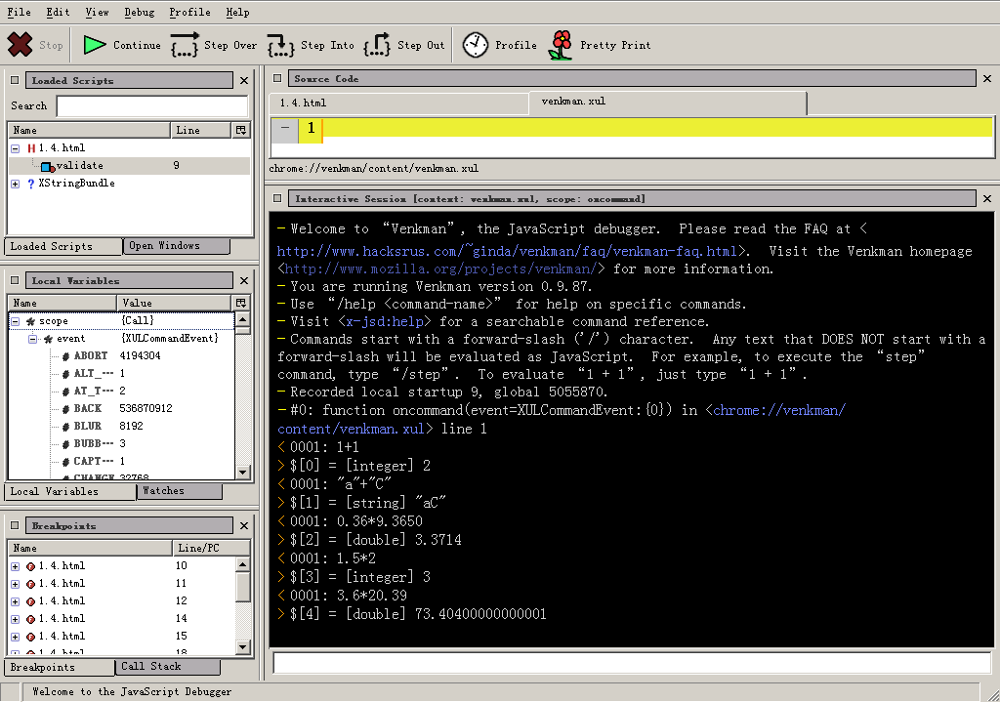 File Edit View Debug Profile Help
Stop Continue Step Over Step Into Step Out Profile Pretty Print
Loaded Scripts
Search
Name Line
1.4.html
validate 9
XStringBundle
Loaded Scripts Open Windows
Local Variables
Name Value
scope {Call}
event {XULCommandEvent}
ABORT 4194304
ALT_··· 1
AT_T··· 2
BACK 536870912
BLUR 8192
BUBB··· 3
CAPT··· 1
CHANGE 32768
Local Variables Watches
Breakpoints
Name Line/PC
1.4.html 10
1.4.html 11
1.4.html 12
1.4.html 14
1.4.html 15
1.4.html 18
Breakpoints Call Stack
Source Code
1.4.html venkman.xul
– 1
chrome://venkman/content/venkman.xul
Interactive Session [context: venkman.xul, scope: oncommand]
– Welcome to “Venkman”, the JavaScript debugger. Please read the FAQ at <
http://www.hacksrus.com/~ginda/venkman/faq/venkman-faq.html>. Visit the Venkman homepage
<http://www.mozilla.org/projects/venkman/> for more information.
– You are running Venkman version 0.9.87.
– Use “/help <command-name>” for help on specific commands.
– Visit <x-jsd:help> for a searchable command reference.
– Commands start with a forward-slash ('/') character. Any text that DOES NOT start with a
forward-slash will be evaluated as JavaScript. For example, to execute the “step”
command, type “/step”. To evaluate “1 + 1”, just type “1 + 1”.
– Recorded local startup 9, global 5055870.
– #0: function oncommand(event=XULCommandEvent:{0}) in <chrome://venkman/
content/venkman.xul> line 1
< 0001: 1+1
> $[0] = [integer] 2
< 0001: "a"+"C"
> $[1] = [string] "aC"
< 0001: 0.36*9.3650
> $[2] = [double] 3.3714
< 0001: 1.5*2
> $[3] = [integer] 3
< 0001: 3.6*20.39
> $[4] = [double] 73.40400000000001
Welcome to the JavaScript Debugger